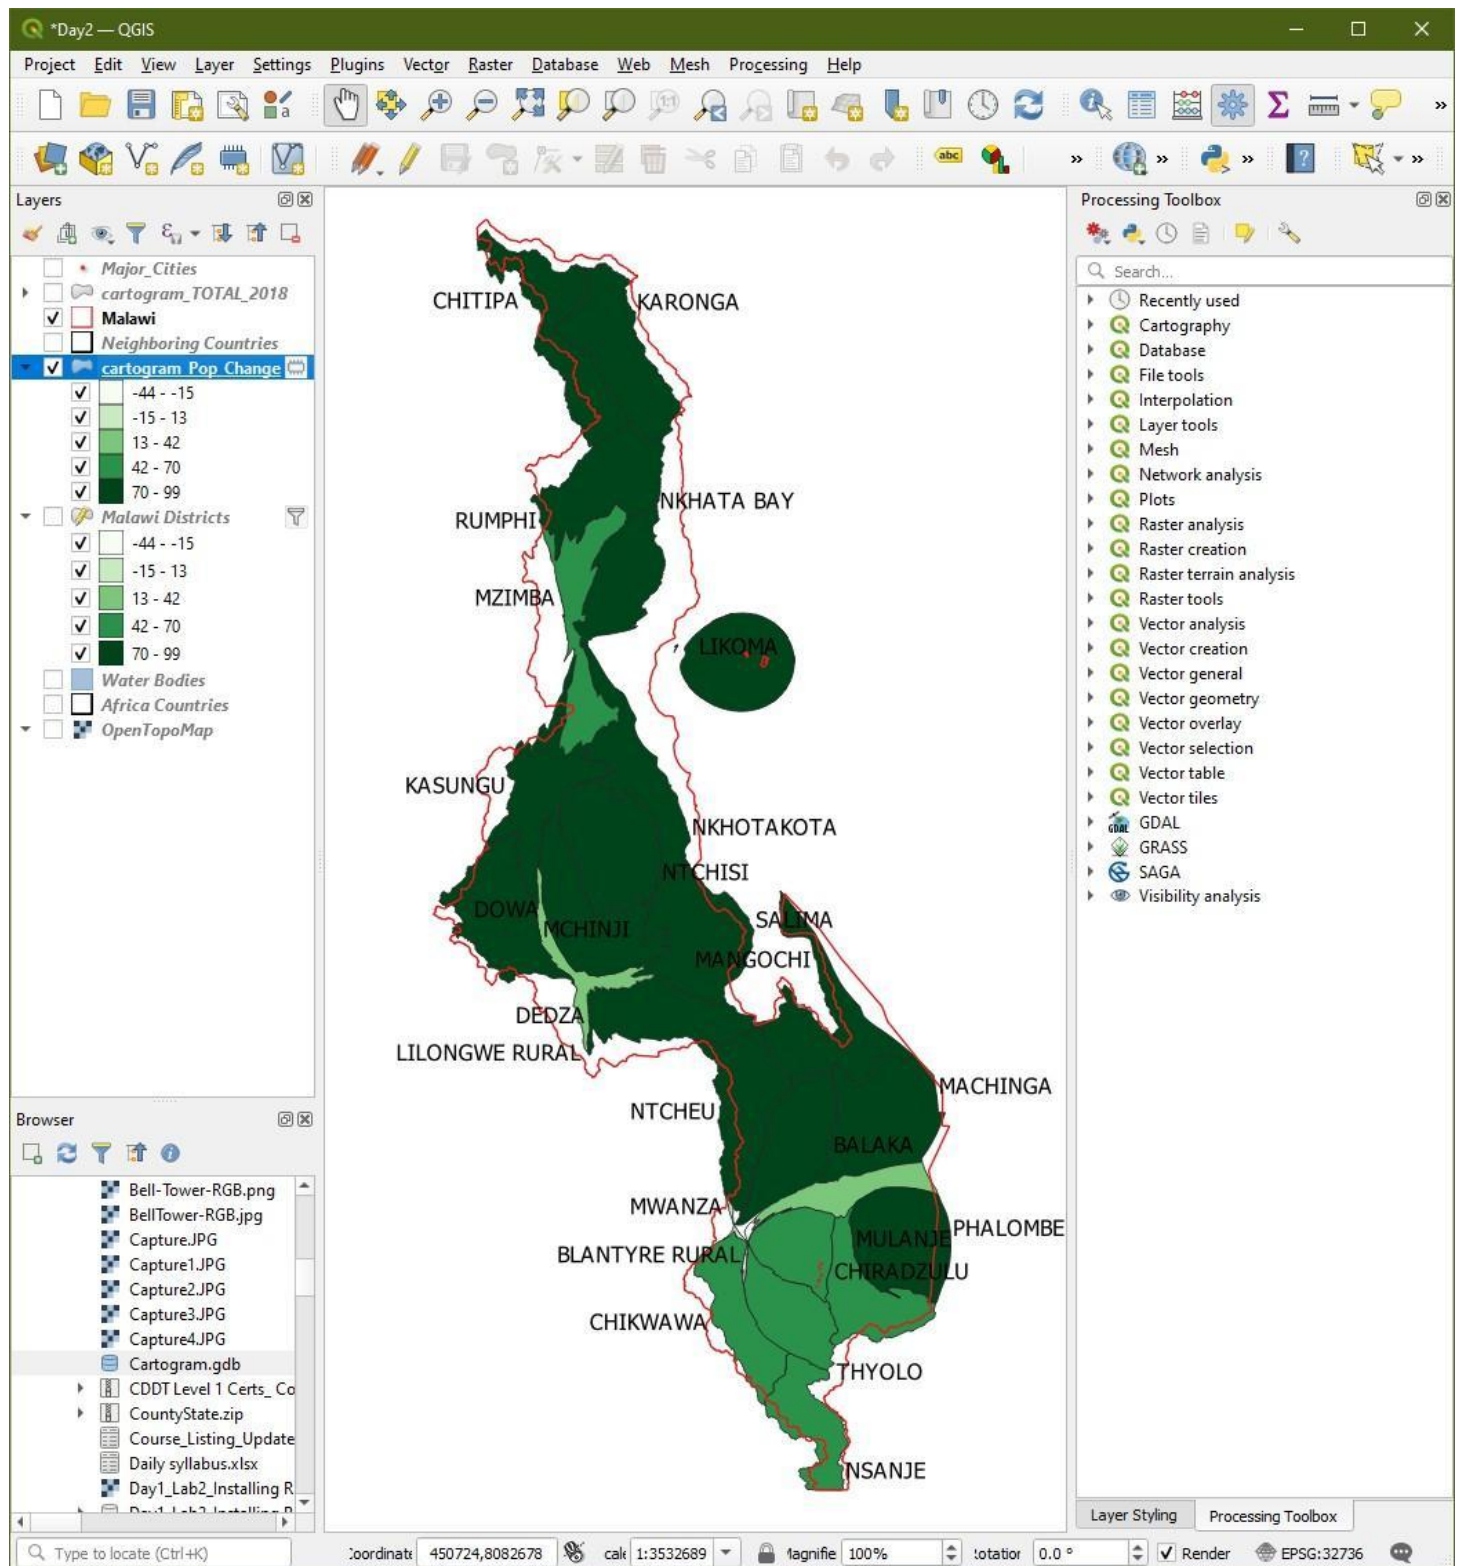 *Day2 — QGIS
Project Edit View Layer Settings Plugins Vector Raster Database Web Mesh Processing Help
Layers
Major_Cities
cartogram_TOTAL_2018
Malawi
Neighboring Countries
cartogram_Pop_Change
-44 - -15
-15 - 13
13 - 42
42 - 70
70 - 99
Malawi Districts
-44 - -15
-15 - 13
13 - 42
42 - 70
70 - 99
Water Bodies
Africa Countries
OpenTopoMap
Browser
Bell-Tower-RGB.png
BellTower-RGB.jpg
Capture.JPG
Capture1.JPG
Capture2.JPG
Capture3.JPG
Capture4.JPG
Cartogram.gdb
CDDT Level 1 Certs_ Co
CountyState.zip
Course_Listing_Update
Daily syllabus.xlsx
Day1_Lab2_Installing R
Day1_Lab2_Installing R
CHITIPA
KARONGA
NKHATA BAY
RUMPHI
MZIMBA
LIKOMA
KASUNGU
NKHOTAKOTA
NTCHISI
DOWA
SALIMA
MCHINJI
MANGOCHI
DEDZA
LILONGWE RURAL
MACHINGA
NTCHEU
BALAKA
MWANZA
PHALOMBE
MULANJE
BLANTYRE RURAL
CHIRADZULU
CHIKWAWA
THYOLO
NSANJE
Processing Toolbox
Search...
Recently used
Cartography
Database
File tools
Interpolation
Layer tools
Mesh
Network analysis
Plots
Raster analysis
Raster creation
Raster terrain analysis
Raster tools
Vector analysis
Vector creation
Vector general
Vector geometry
Vector overlay
Vector selection
Vector table
Vector tiles
GDAL
GRASS
SAGA
Visibility analysis
Layer Styling Processing Toolbox
Type to locate (Ctrl+K) Coordinate 450724,8082678 cale 1:3532689 Magnifie 100% Rotation 0.0 ° Render EPSG:32736